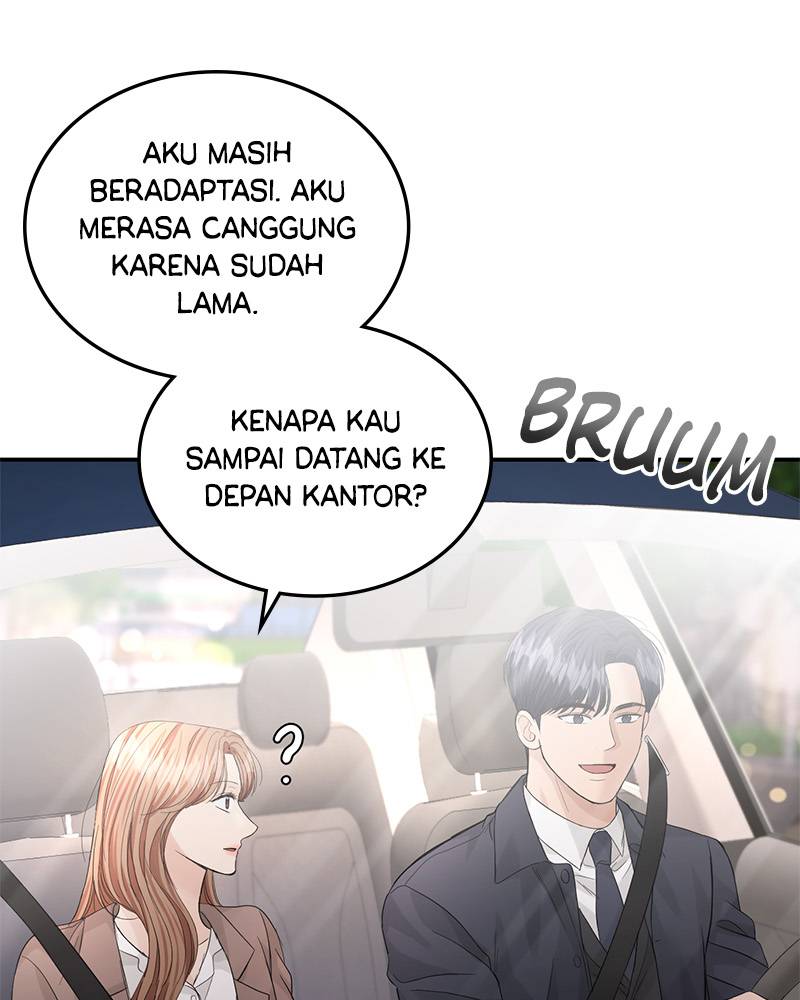 AKU MASIH
BERADAPTASI. AKU
MERASA CANGGUNG
KARENA SUDAH
LAMA.
KENAPA KAU
SAMPAI DATANG KE
DEPAN KANTOR?
BRUUM
?